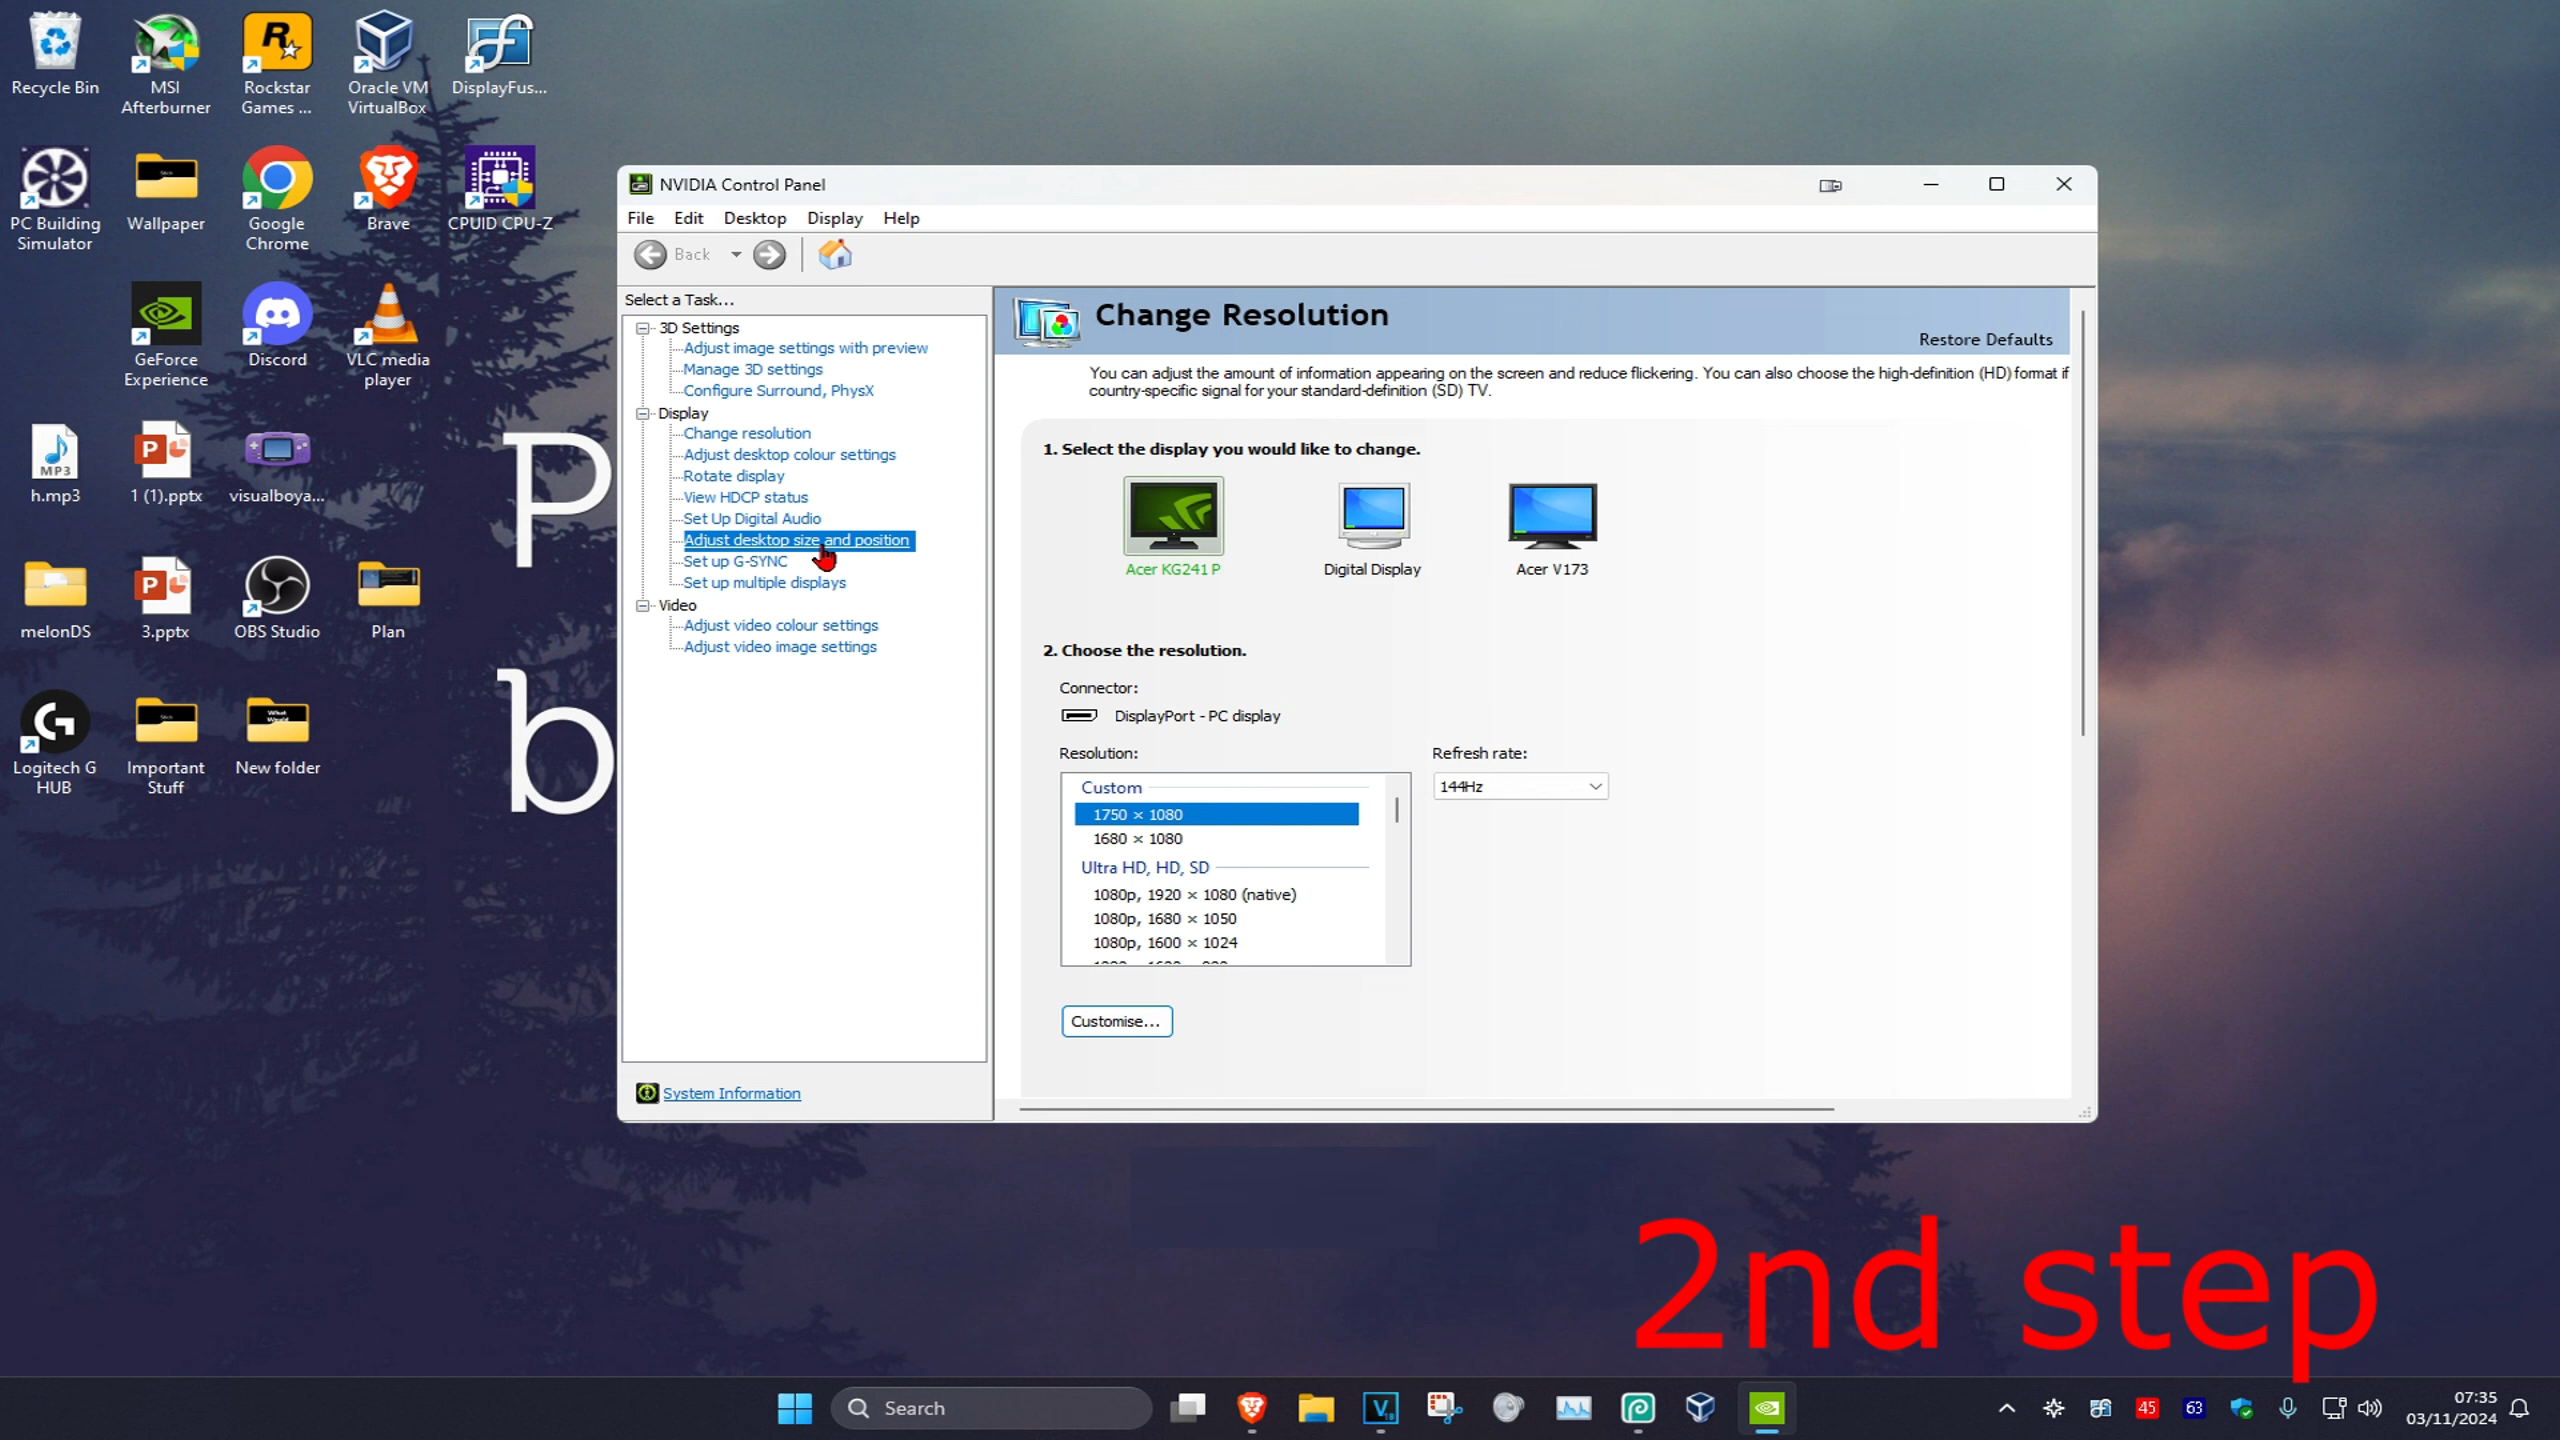 Recycle Bin
MSI Afterburner
Rockstar Games ...
Oracle VM VirtualBox
DisplayFus...
PC Building Simulator
Wallpaper
Google Chrome
Brave
CPUID CPU-Z
GeForce Experience
Discord
VLC media player
MP3
h.mp3
1 (1).pptx
visualboya...
melonDS
3.pptx
OBS Studio
Plan
Logitech G HUB
Important Stuff
New folder
P
b
NVIDIA Control Panel
File Edit Desktop Display Help
Back
Select a Task...
3D Settings
Adjust image settings with preview
Manage 3D settings
Configure Surround, PhysX
Display
Change resolution
Adjust desktop colour settings
Rotate display
View HDCP status
Set Up Digital Audio
Adjust desktop size and position
Set up G-SYNC
Set up multiple displays
Video
Adjust video colour settings
Adjust video image settings
System Information
Change Resolution
Restore Defaults
You can adjust the amount of information appearing on the screen and reduce flickering. You can also choose the high-definition (HD) format if
country-specific signal for your standard-definition (SD) TV.
1. Select the display you would like to change.
Acer KG241 P
Digital Display
Acer V173
2. Choose the resolution.
Connector:
DisplayPort - PC display
Resolution:
Refresh rate:
Custom
1750 × 1080
1680 × 1080
Ultra HD, HD, SD
1080p, 1920 × 1080 (native)
1080p, 1680 × 1050
1080p, 1600 × 1024
144Hz
Customise...
2nd step
Search
45
63
07:35
03/11/2024